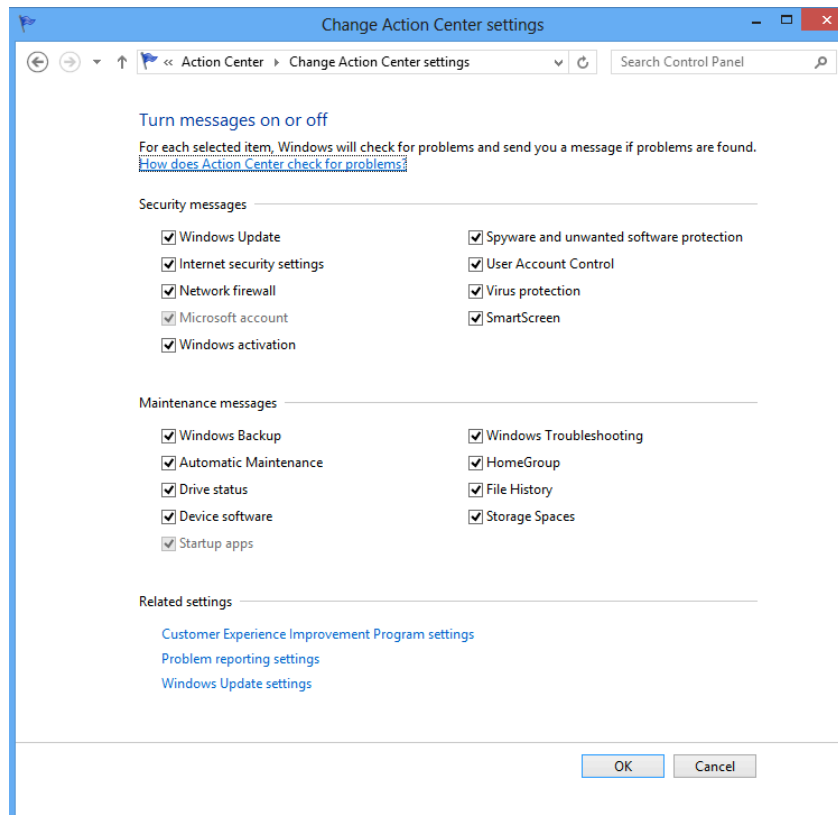 Change Action Center settings
« Action Center Change Action Center settings
Search Control Panel
Turn messages on or off
For each selected item, Windows will check for problems and send you a message if problems are found.
How does Action Center check for problems?
Security messages
Windows Update
Spyware and unwanted software protection
Internet security settings
User Account Control
Network firewall
Virus protection
Microsoft account
SmartScreen
Windows activation
Maintenance messages
Windows Backup
Windows Troubleshooting
Automatic Maintenance
HomeGroup
Drive status
File History
Device software
Storage Spaces
Startup apps
Related settings
Customer Experience Improvement Program settings
Problem reporting settings
Windows Update settings
OK
Cancel